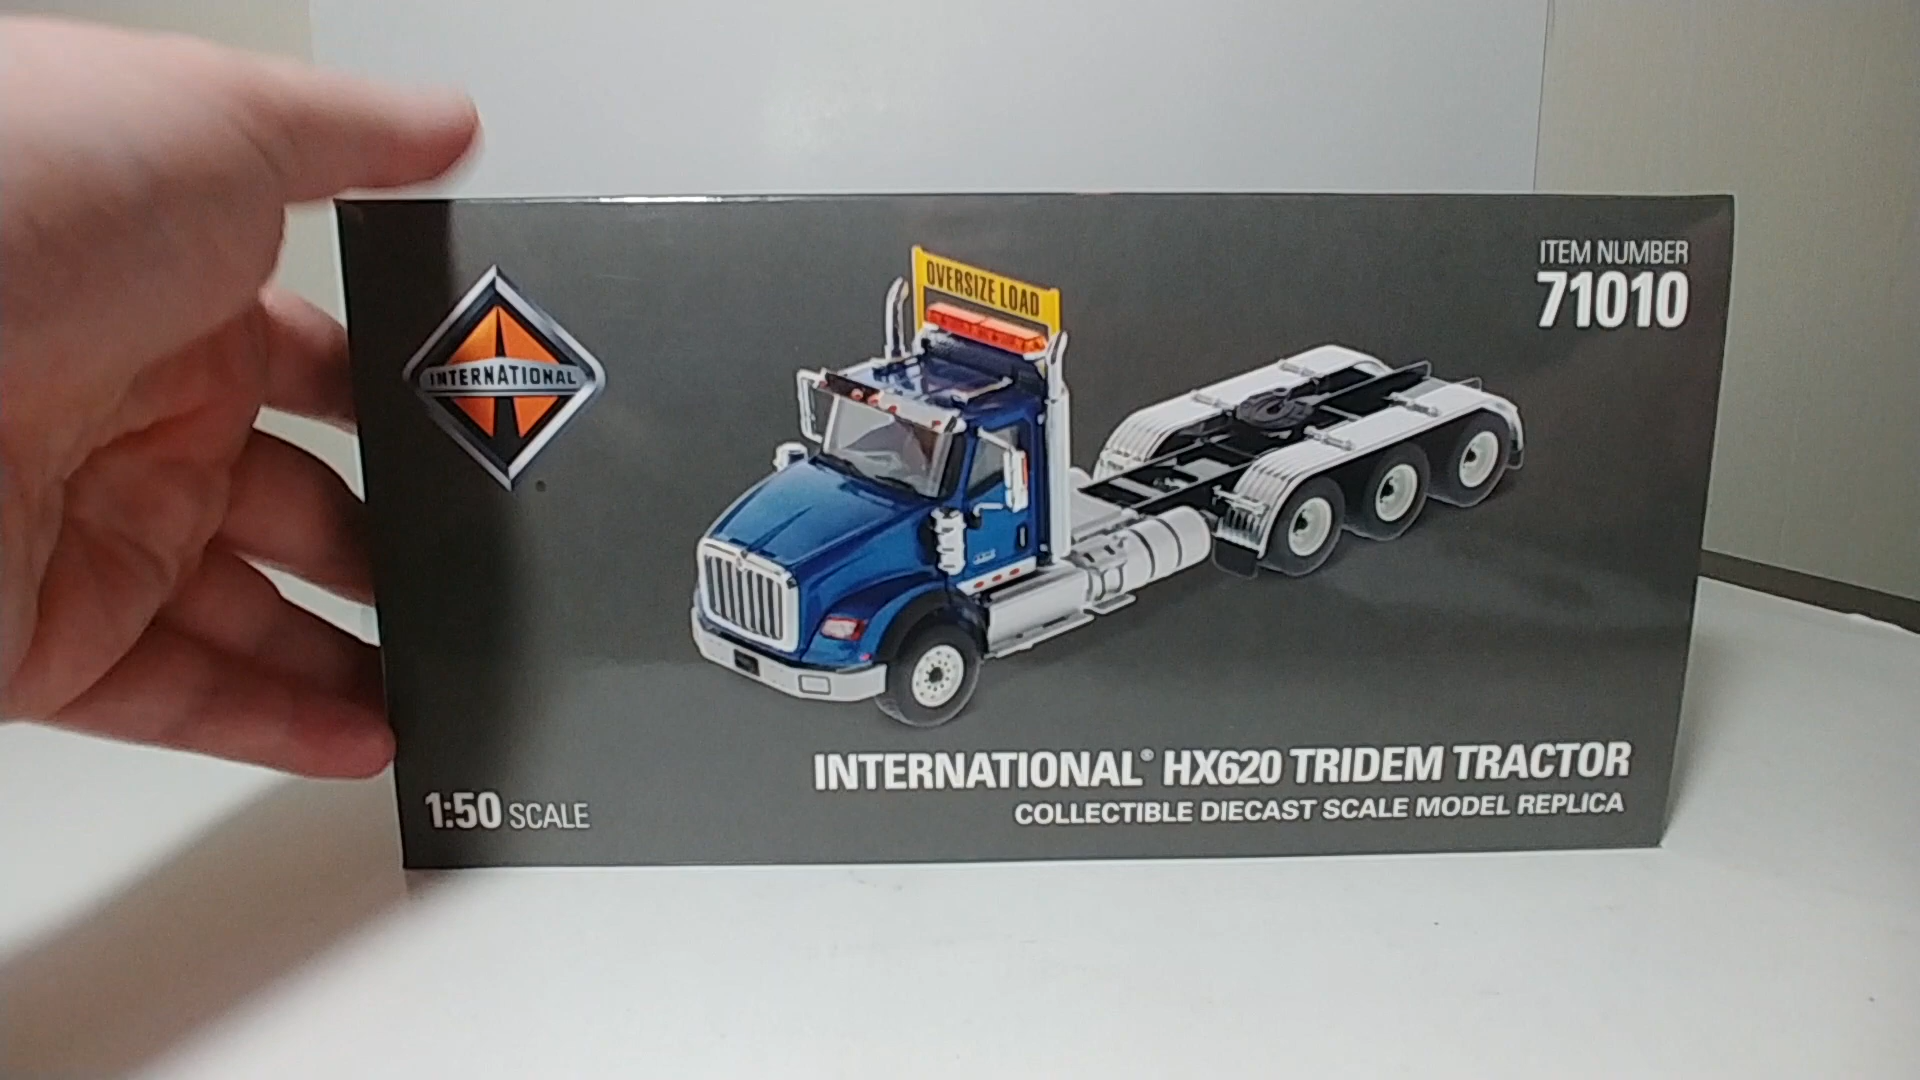 INTERNATIONAL
OVERSIZE LOAD
ITEM NUMBER
71010
INTERNATIONAL® HX620 TRIDEM TRACTOR
COLLECTIBLE DIECAST SCALE MODEL REPLICA
1:50 SCALE